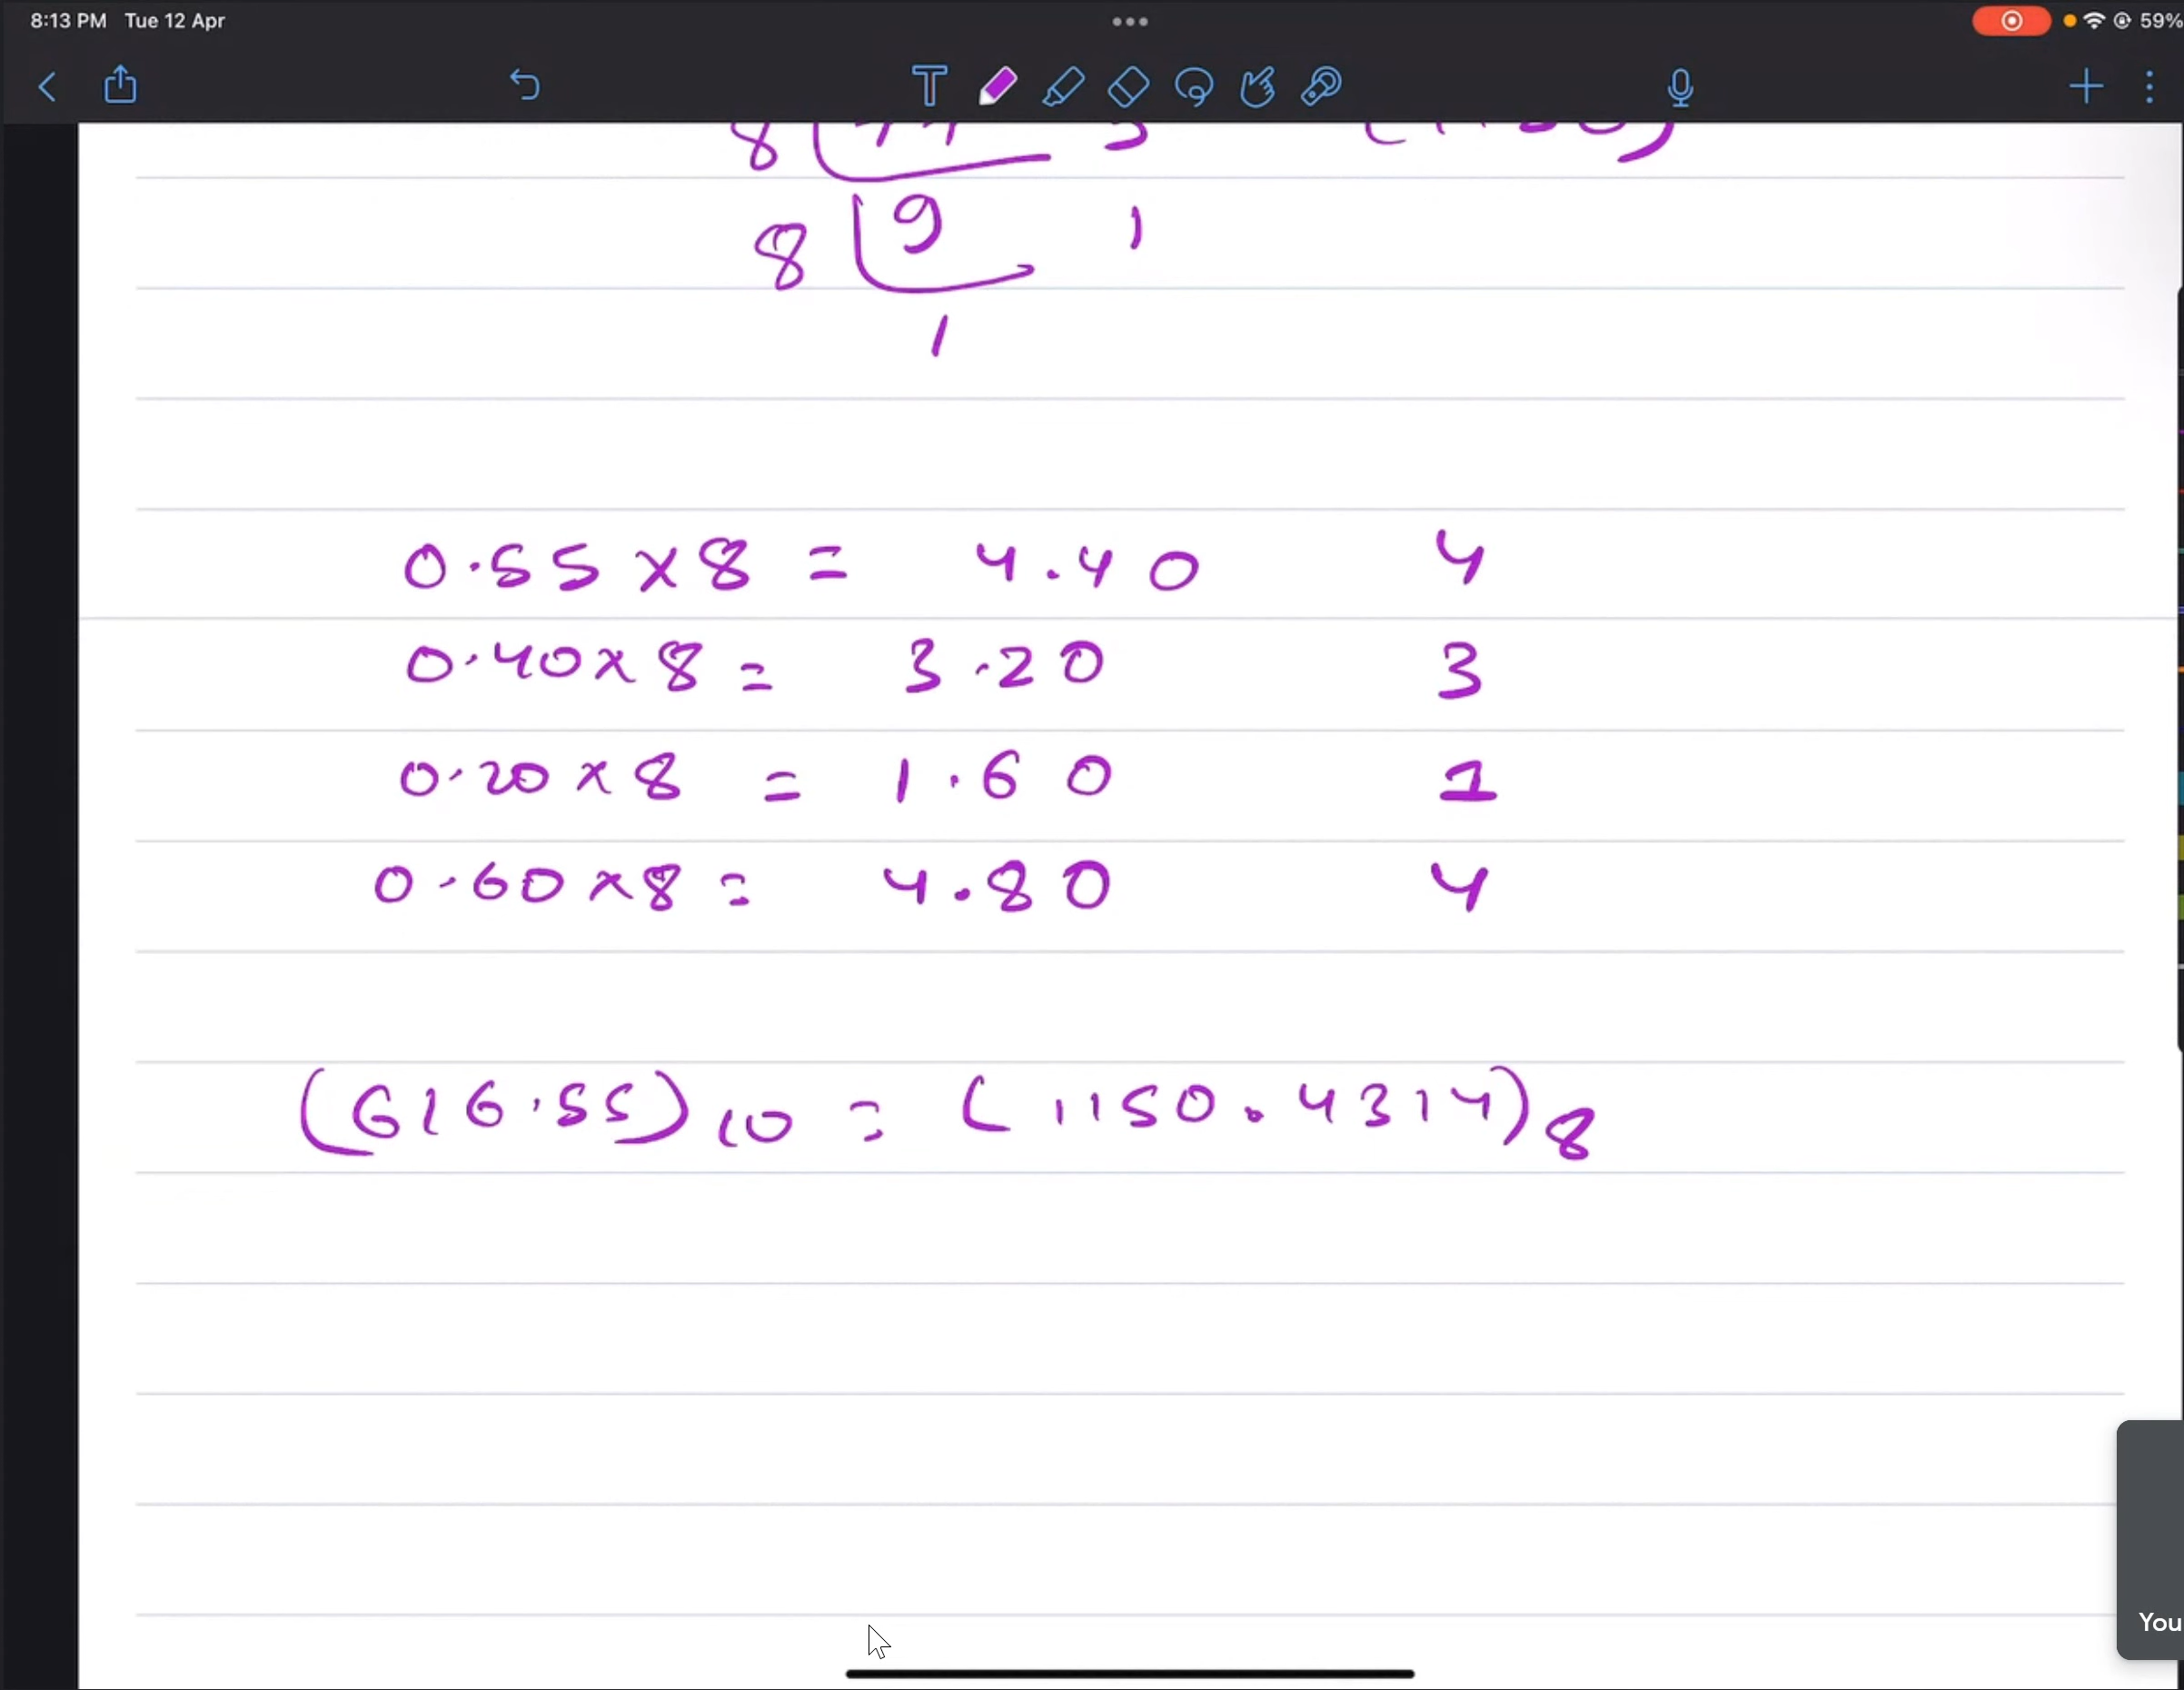 8:13 PM Tue 12 Apr
59%
8
8 9 1
1
0.55 x 8 = 4.40 4
0.40 x 8 = 3.20 3
0.20 x 8 = 1.60 1
0.60 x 8 = 4.80 4
(616.55)10 = (1150.4314)8
You